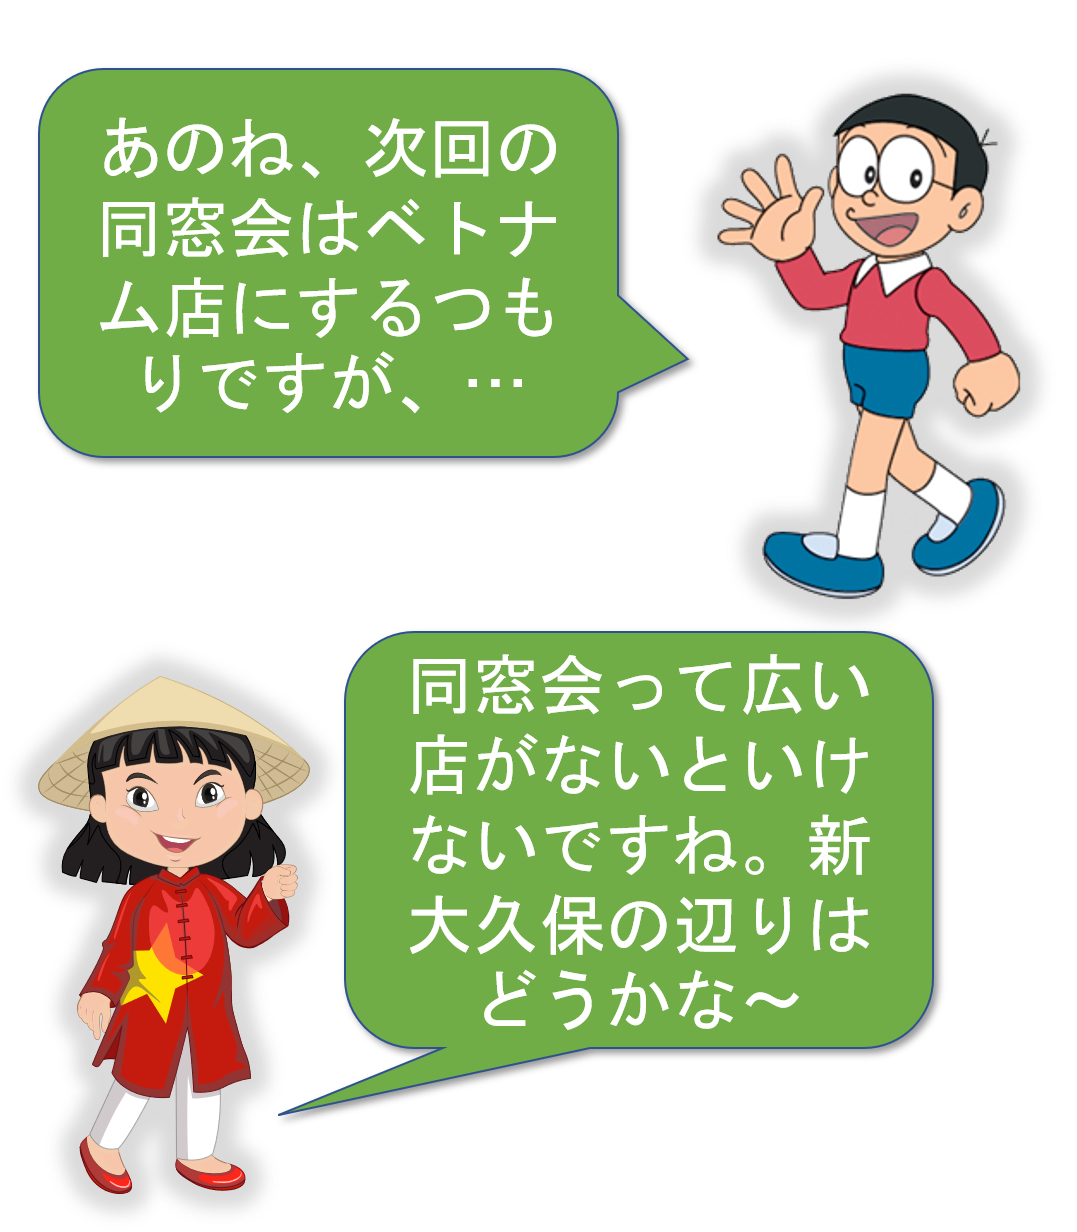 あのね、次回の
同窓会はベトナ
ム店にするつも
りですが、…
同窓会って広い
店がないといけ
ないですね。新
大久保の辺りは
どうかな～